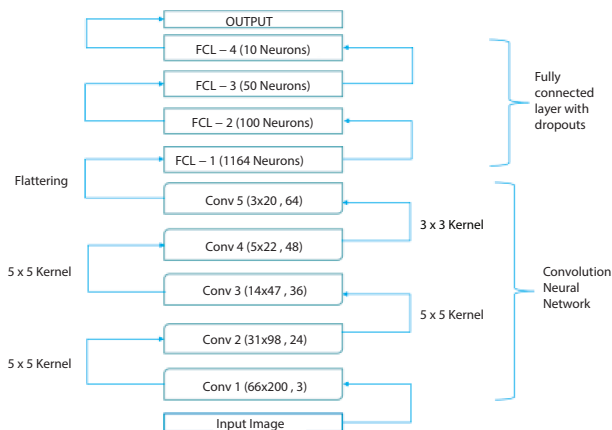 OUTPUT
FCL – 4 (10 Neurons)
FCL – 3 (50 Neurons)
FCL – 2 (100 Neurons)
FCL – 1 (1164 Neurons)
Conv 5 (3x20 , 64)
Conv 4 (5x22 , 48)
Conv 3 (14x47 , 36)
Conv 2 (31x98 , 24)
Conv 1 (66x200 , 3)
Input Image
Flattering
5 x 5 Kernel
5 x 5 Kernel
3 x 3 Kernel
5 x 5 Kernel
Fully
connected
layer with
dropouts
Convolution
Neural
Network